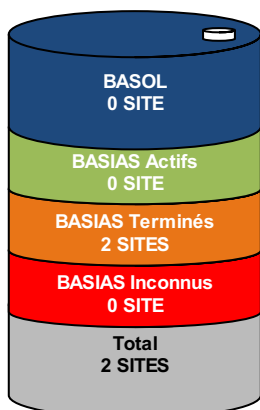 BASOL
0 SITE
BASIAS Actifs
0 SITE
BASIAS Terminés
2 SITES
BASIAS Inconnus
0 SITE
Total
2 SITES